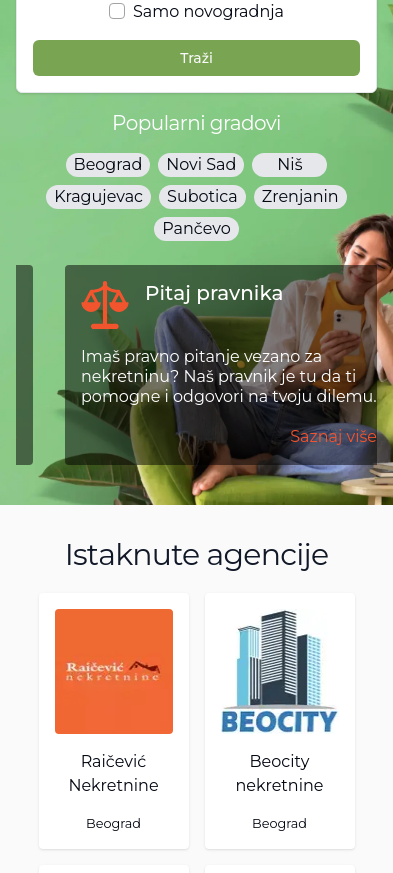 Samo novogradnja
Traži
Popularni gradovi
Beograd Novi Sad Niš
Kragujevac Subotica Zrenjanin
Pančevo
Pitaj pravnika
Imaš pravno pitanje vezano za
nekretninu? Naš pravnik je tu da ti
pomogne i odgovori na tvoju dilemu.
Saznaj više
Istaknute agencije
Raičević
nekretnine
BEOCITY
Raičević
Nekretnine
Beograd
Beocity
nekretnine
Beograd